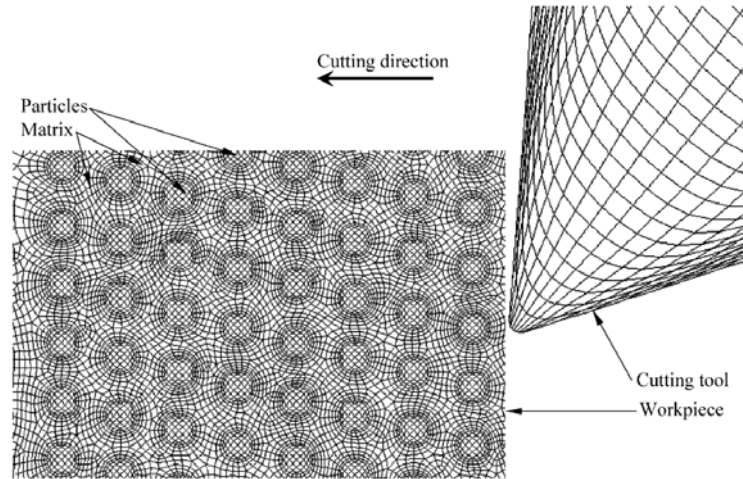 Cutting direction
Particles
Matrix
Cutting tool
Workpiece